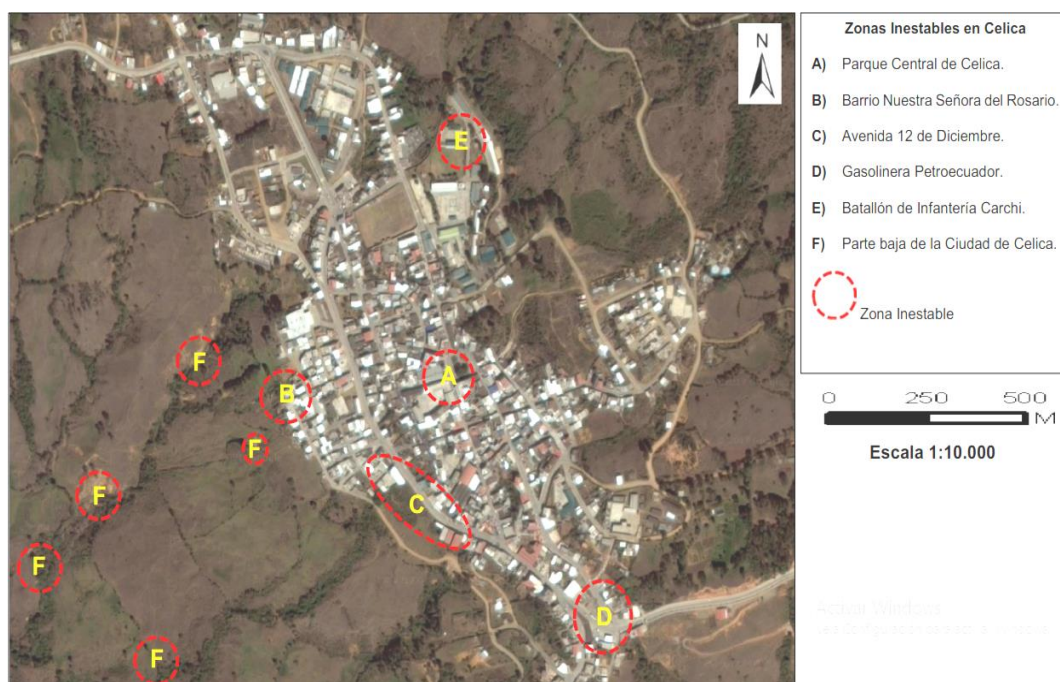 N
E
A
B
F
F
F
C
F
D
F
Zonas Inestables en Celica
A) Parque Central de Celica.
B) Barrio Nuestra Señora del Rosario.
C) Avenida 12 de Diciembre.
D) Gasolinera Petroecuador.
E) Batallón de Infantería Carchi.
F) Parte baja de la Ciudad de Celica.
Zona Inestable
0 250 500
M
Escala 1:10.000
Activar Windows